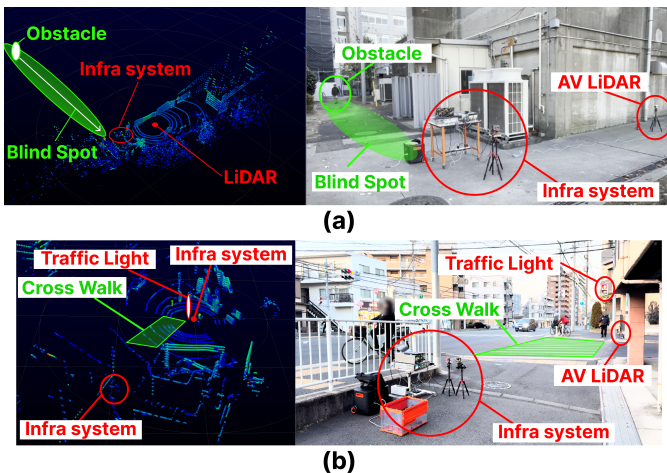 Obstacle
Infra system
Blind Spot
LiDAR
Obstacle
AV LiDAR
Blind Spot
Infra system
(a)
Traffic Light
Infra system
Cross Walk
Infra system
Traffic Light
Cross Walk
AV LiDAR
Infra system
(b)